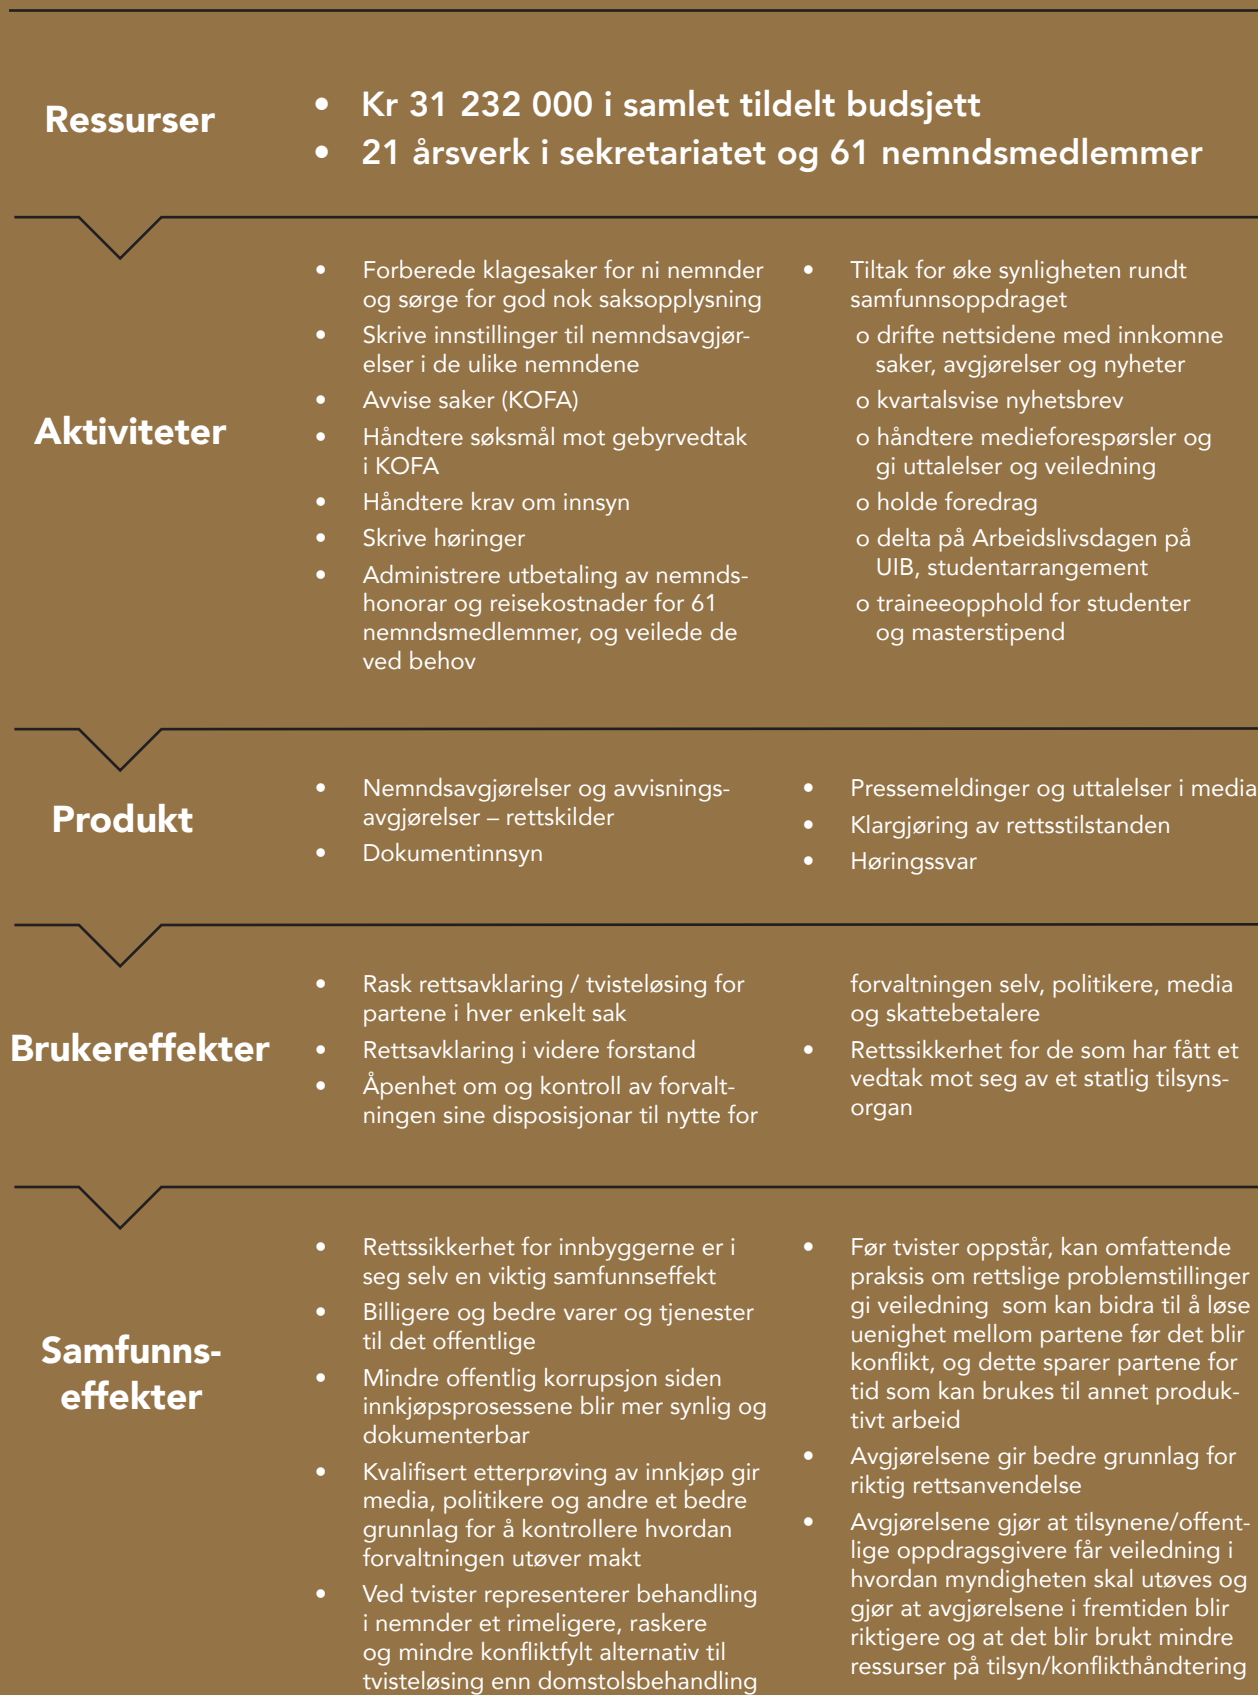 Ressurser
• Kr 31 232 000 i samlet tildelt budsjett
• 21 årsverk i sekretariatet og 61 nemndsmedlemmer
Aktiviteter
• Forberede klagesaker for ni nemnder
og sørge for god nok saksopplysning
• Skrive innstillinger til nemndsavgjør-
elser i de ulike nemndene
• Avvise saker (KOFA)
• Håndtere søksmål mot gebyrvedtak
i KOFA
• Håndtere krav om innsyn
• Skrive høringer
• Administrere utbetaling av nemnds-
honorar og reisekostnader for 61
nemndsmedlemmer, og veilede de
ved behov
• Tiltak for øke synligheten rundt
samfunnsoppdraget
o drifte nettsidene med innkomne
saker, avgjørelser og nyheter
o kvartalsvise nyhetsbrev
o håndtere medieforespørsler og
gi uttalelser og veiledning
o holde foredrag
o delta på Arbeidslivsdagen på
UIB, studentarrangement
o traineeopphold for studenter
og masterstipend
Produkt
• Nemndsavgjørelser og avvisnings-
avgjørelser – rettskilder
• Dokumentinnsyn
• Pressemeldinger og uttalelser i media
• Klargjøring av rettsstilstanden
• Høringssvar
Brukereffekter
• Rask rettsavklaring / tvisteløsing for
partene i hver enkelt sak
• Rettsavklaring i videre forstand
• Åpenhet om og kontroll av forvalt-
ningen sine disposisjonar til nytte for
forvaltningen selv, politikere, media
og skattebetalere
• Rettssikkerhet for de som har fått et
vedtak mot seg av et statlig tilsyns-
organ
Samfunns-
effekter
• Rettssikkerhet for innbyggerne er i
seg selv en viktig samfunnseffekt
• Billigere og bedre varer og tjenester
til det offentlige
• Mindre offentlig korrupsjon siden
innkjøpsprosessene blir mer synlig og
dokumenterbar
• Kvalifisert etterprøving av innkjøp gir
media, politikere og andre et bedre
grunnlag for å kontrollere hvordan
forvaltningen utøver makt
• Ved tvister representerer behandling
i nemnder et rimeligere, raskere
og mindre konfliktfylt alternativ til
tvisteløsing enn domstolsbehandling
• Før tvister oppstår, kan omfattende
praksis om rettslige problemstillinger
gi veiledning som kan bidra til å løse
uenighet mellom partene før det blir
konflikt, og dette sparer partene for
tid som kan brukes til annet produk-
tivt arbeid
• Avgjørelsene gir bedre grunnlag for
riktig rettsanvendelse
• Avgjørelsene gjør at tilsynene/offent-
lige oppdragsgivere får veiledning i
hvordan myndigheten skal utøves og
gjør at avgjørelsene i fremtiden blir
riktigere og at det blir brukt mindre
ressurser på tilsyn/konflikthåndtering